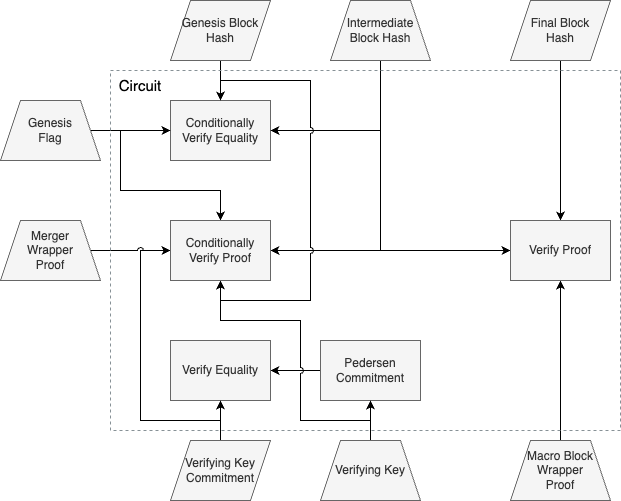 Genesis Block
Hash
Intermediate
Block Hash
Final Block
Hash
Circuit
Genesis
Flag
Conditionally
Verify Equality
Merger
Wrapper
Proof
Conditionally
Verify Proof
Verify Proof
Verify Equality
Pedersen
Commitment
Verifying Key
Commitment
Verifying Key
Macro Block
Wrapper
Proof